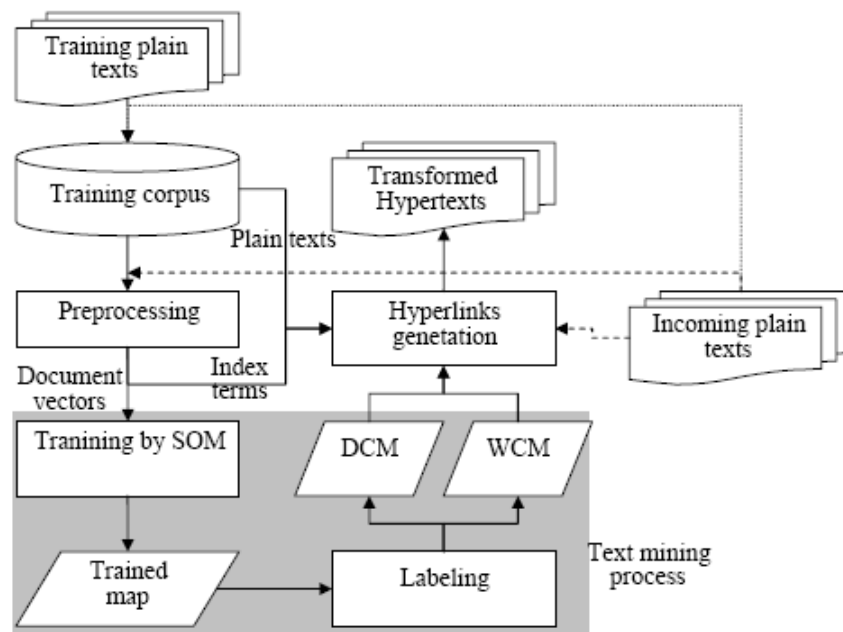 Training plain
texts
Training corpus
Transformed
Hypertexts
Plain texts
Preprocessing
Hyperlinks
genetation
Incoming plain
texts
Document
vectors
Index
terms
Tranining by SOM
DCM
WCM
Trained
map
Labeling
Text mining
process